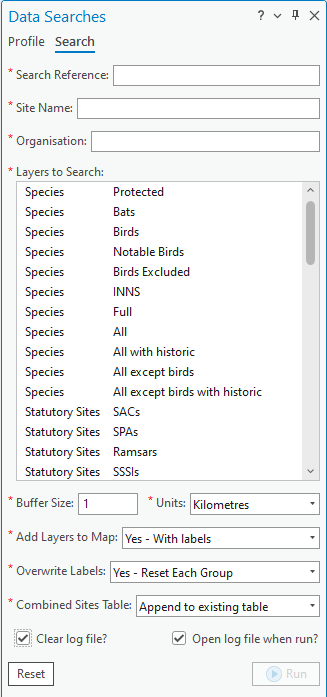 Data Searches ?
Profile Search
* Search Reference:
* Site Name:
* Organisation:
* Layers to Search:
Species Protected
Species Bats
Species Birds
Species Notable Birds
Species Birds Excluded
Species INNS
Species Full
Species All
Species All with historic
Species All except birds
Species All except birds with historic
Statutory Sites SACs
Statutory Sites SPAs
Statutory Sites Ramsars
Statutory Sites SSSIs
* Buffer Size: 1 * Units: Kilometres
* Add Layers to Map: Yes - With labels
* Overwrite Labels: Yes - Reset Each Group
* Combined Sites Table: Append to existing table
Clear log file? Open log file when run?
Reset Run